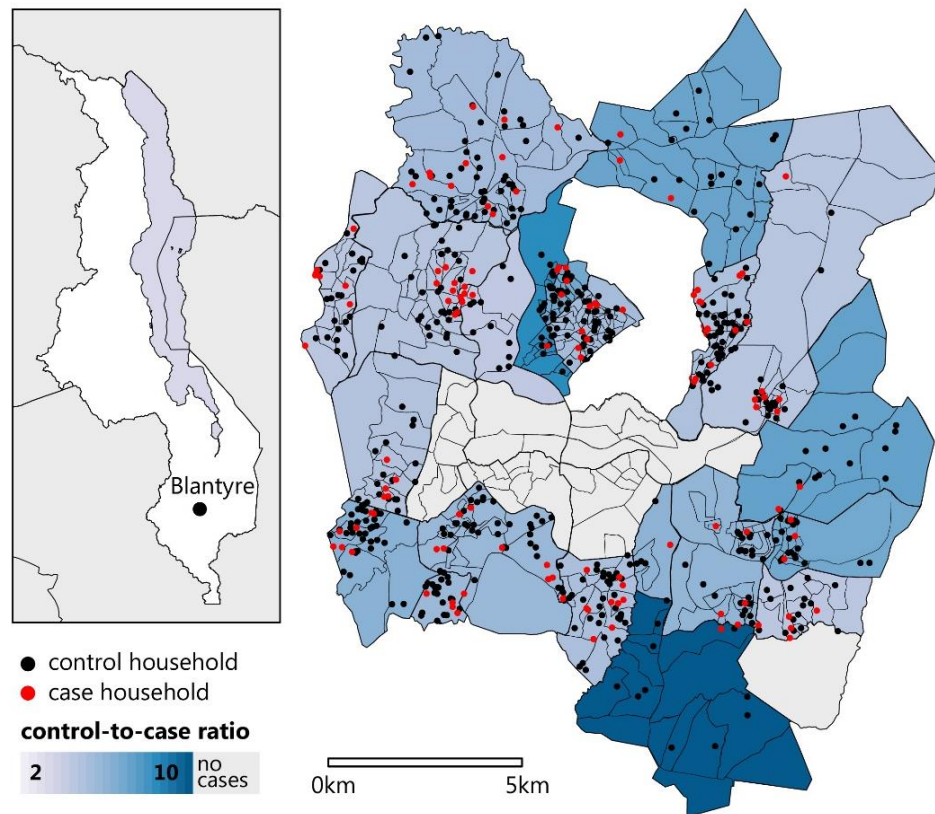 Blantyre
control household
case household
control-to-case ratio
2 10 no
cases
0km 5km